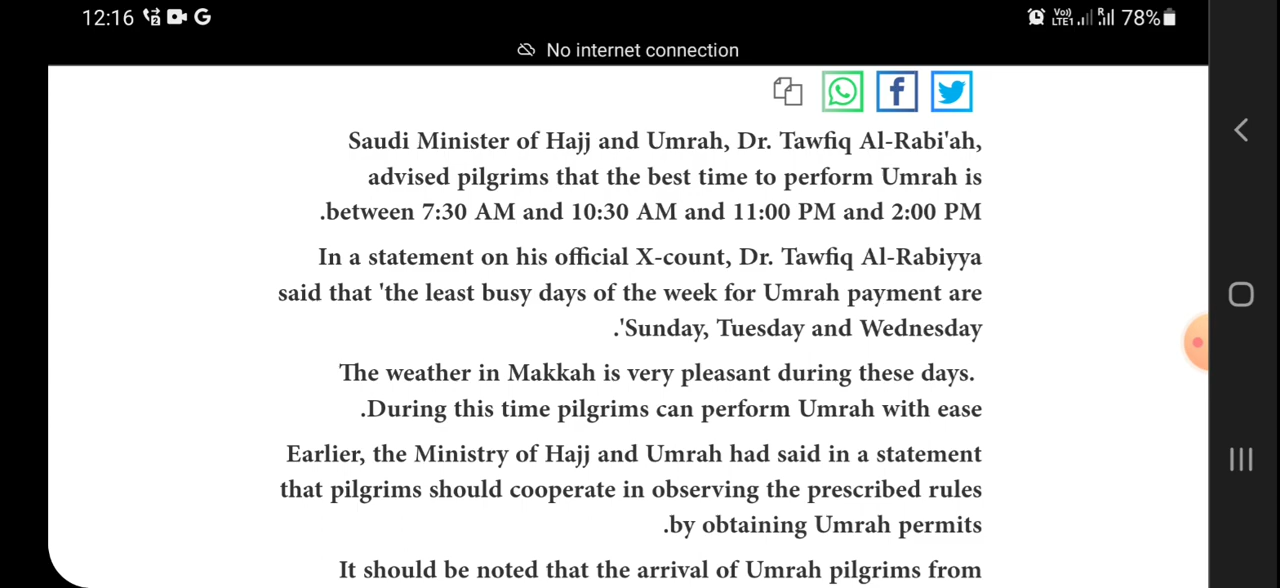 12:16
Vo)) LTE1 R 78%
No internet connection
Saudi Minister of Hajj and Umrah, Dr. Tawfiq Al-Rabi'ah,
advised pilgrims that the best time to perform Umrah is
.between 7:30 AM and 10:30 AM and 11:00 PM and 2:00 PM
In a statement on his official X-count, Dr. Tawfiq Al-Rabiyya
said that 'the least busy days of the week for Umrah payment are
.'Sunday, Tuesday and Wednesday
The weather in Makkah is very pleasant during these days.
.During this time pilgrims can perform Umrah with ease
Earlier, the Ministry of Hajj and Umrah had said in a statement
that pilgrims should cooperate in observing the prescribed rules
.by obtaining Umrah permits
It should be noted that the arrival of Umrah pilgrims from